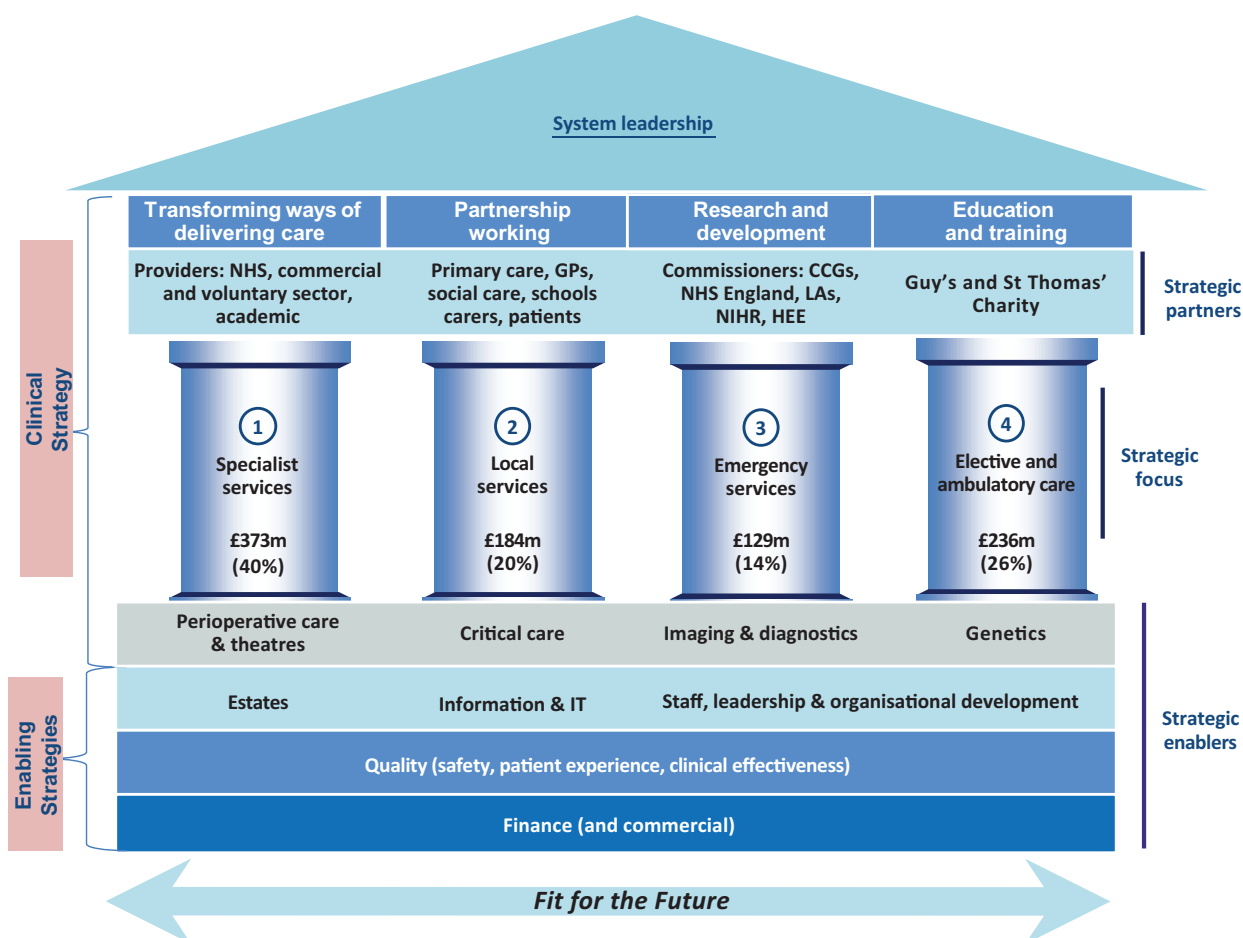 System leadership
Transforming ways of
delivering care
Partnership
working
Research and
development
Education
and training
Providers: NHS, commercial
and voluntary sector,
academic
Primary care, GPs,
social care, schools
carers, patients
Commissioners: CCGs,
NHS England, LAs,
NIHR, HEE
Guy's and St Thomas'
Charity
Strategic
partners
Clinical
Strategy
1
Specialist
services
£373m
(40%)
2
Local
services
£184m
(20%)
3
Emergency
services
£129m
(14%)
4
Elective and
ambulatory care
£236m
(26%)
Strategic
focus
Perioperative care
& theatres
Critical care
Imaging & diagnostics
Genetics
Enabling
Strategies
Estates
Information & IT
Staff, leadership & organisational development
Quality (safety, patient experience, clinical effectiveness)
Finance (and commercial)
Strategic
enablers
Fit for the Future